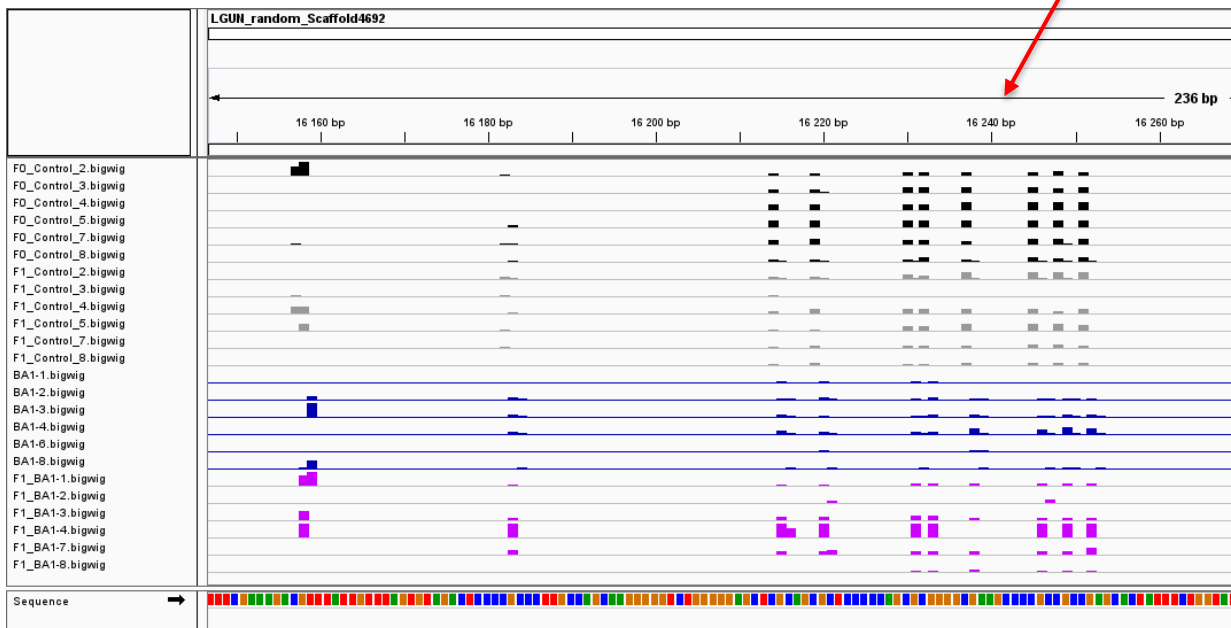 LGUN_random_Scaffold4692
236 bp
16 160 bp 16 180 bp 16 200 bp 16 220 bp 16 240 bp 16 260 bp
F0_Control_2.bigwig
F0_Control_3.bigwig
F0_Control_4.bigwig
F0_Control_5.bigwig
F0_Control_7.bigwig
F0_Control_8.bigwig
F1_Control_2.bigwig
F1_Control_3.bigwig
F1_Control_4.bigwig
F1_Control_5.bigwig
F1_Control_7.bigwig
F1_Control_8.bigwig
BA1-1.bigwig
BA1-2.bigwig
BA1-3.bigwig
BA1-4.bigwig
BA1-6.bigwig
BA1-8.bigwig
F1_BA1-1.bigwig
F1_BA1-2.bigwig
F1_BA1-3.bigwig
F1_BA1-4.bigwig
F1_BA1-7.bigwig
F1_BA1-8.bigwig
Sequence